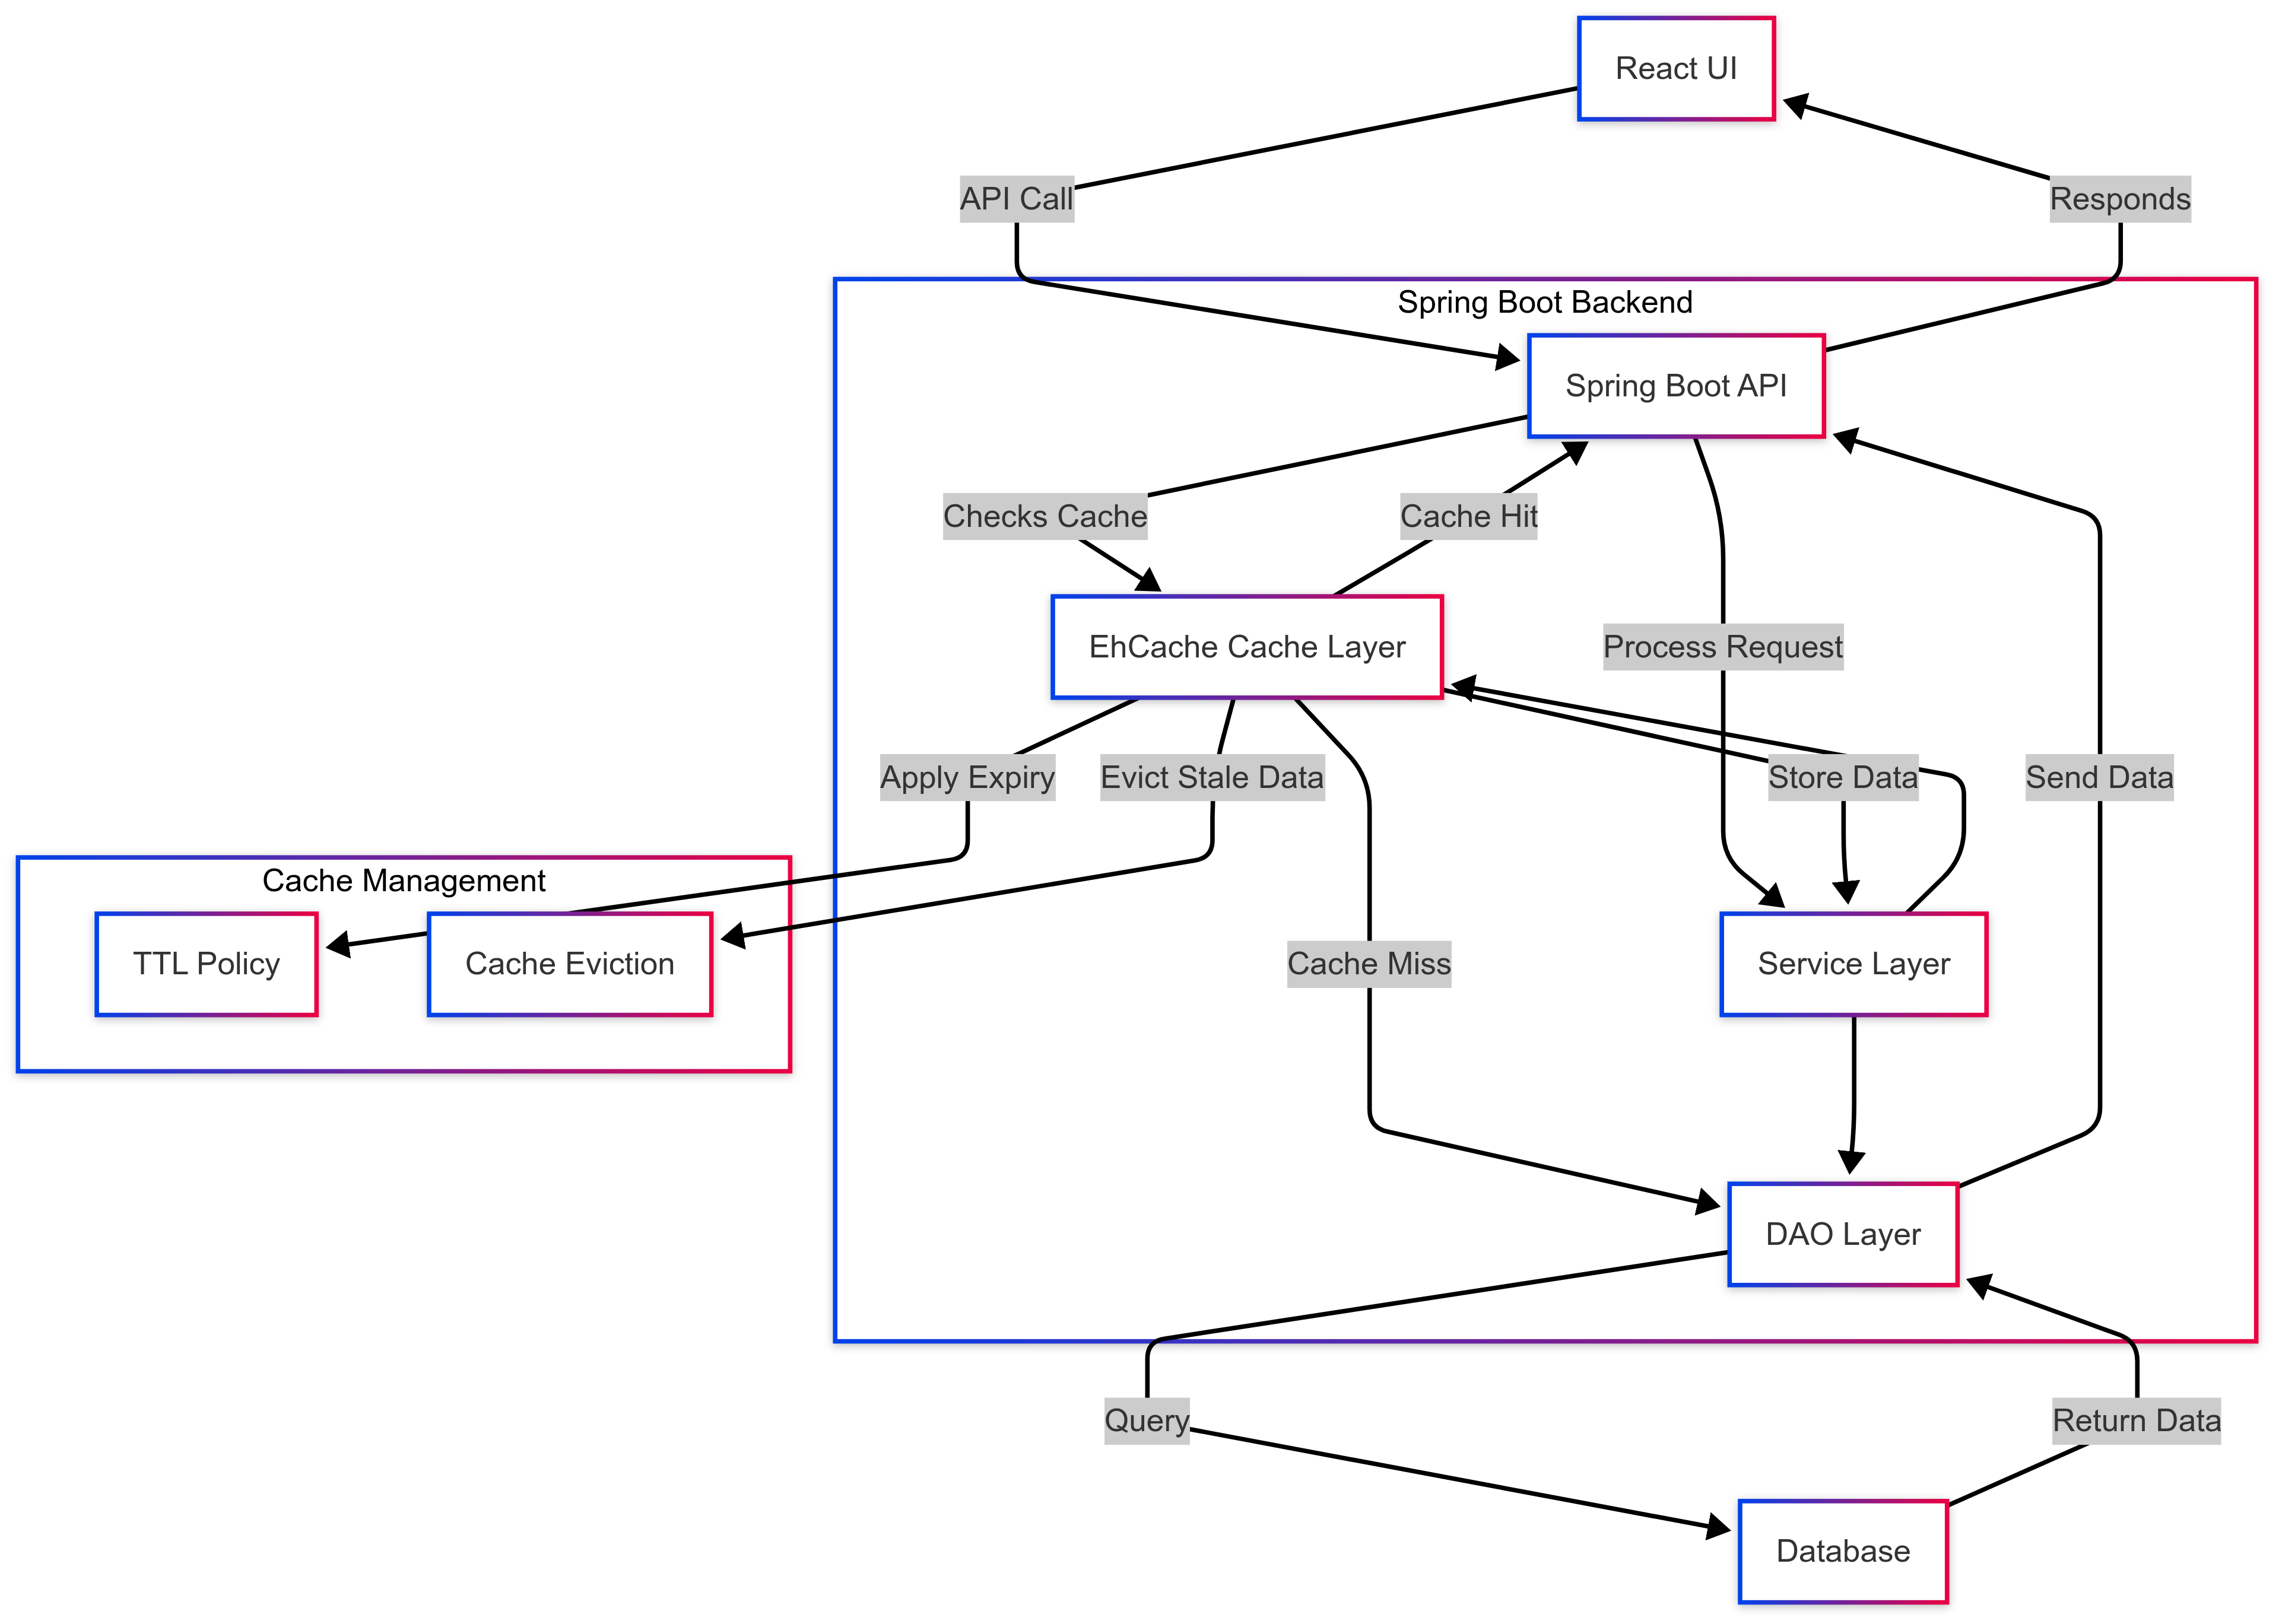 React UI
API Call
Responds
Spring Boot Backend
Spring Boot API
Checks Cache
Cache Hit
EhCache Cache Layer
Process Request
Apply Expiry
Evict Stale Data
Store Data
Send Data
Cache Management
TTL Policy
Cache Eviction
Cache Miss
Service Layer
DAO Layer
Query
Return Data
Database